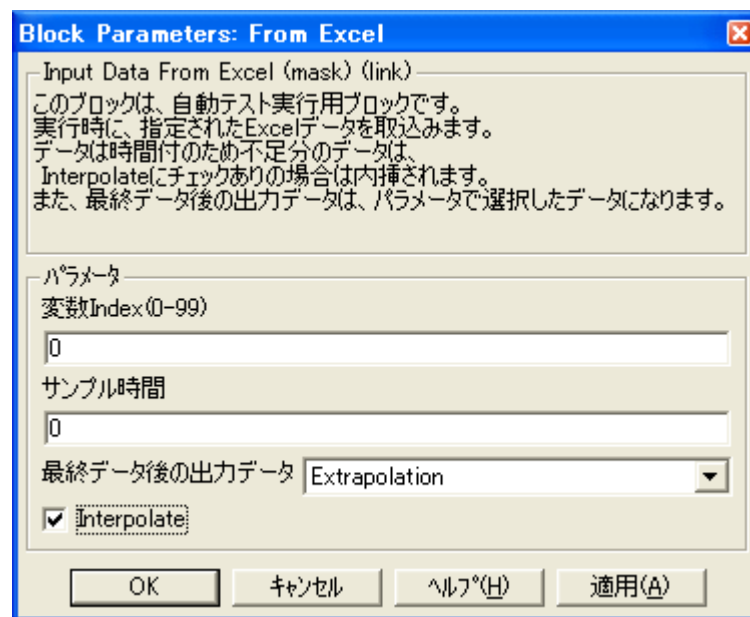 Block Parameters: From Excel
Input Data From Excel (mask) (link)
このブロックは、自動テスト実行用ブロックです。
実行時に、指定されたExcelデータを取込みます。
データは時間付のため不足分のデータは、
Interpolateにチェックありの場合は内挿されます。
また、最終データ後の出力データは、パラメータで選択したデータになります。
パラメータ
変数Index(0-99)
0
サンプル時間
0
最終データ後の出力データ Extrapolation
Interpolate
OK キャンセル ヘルプ(H) 適用(A)